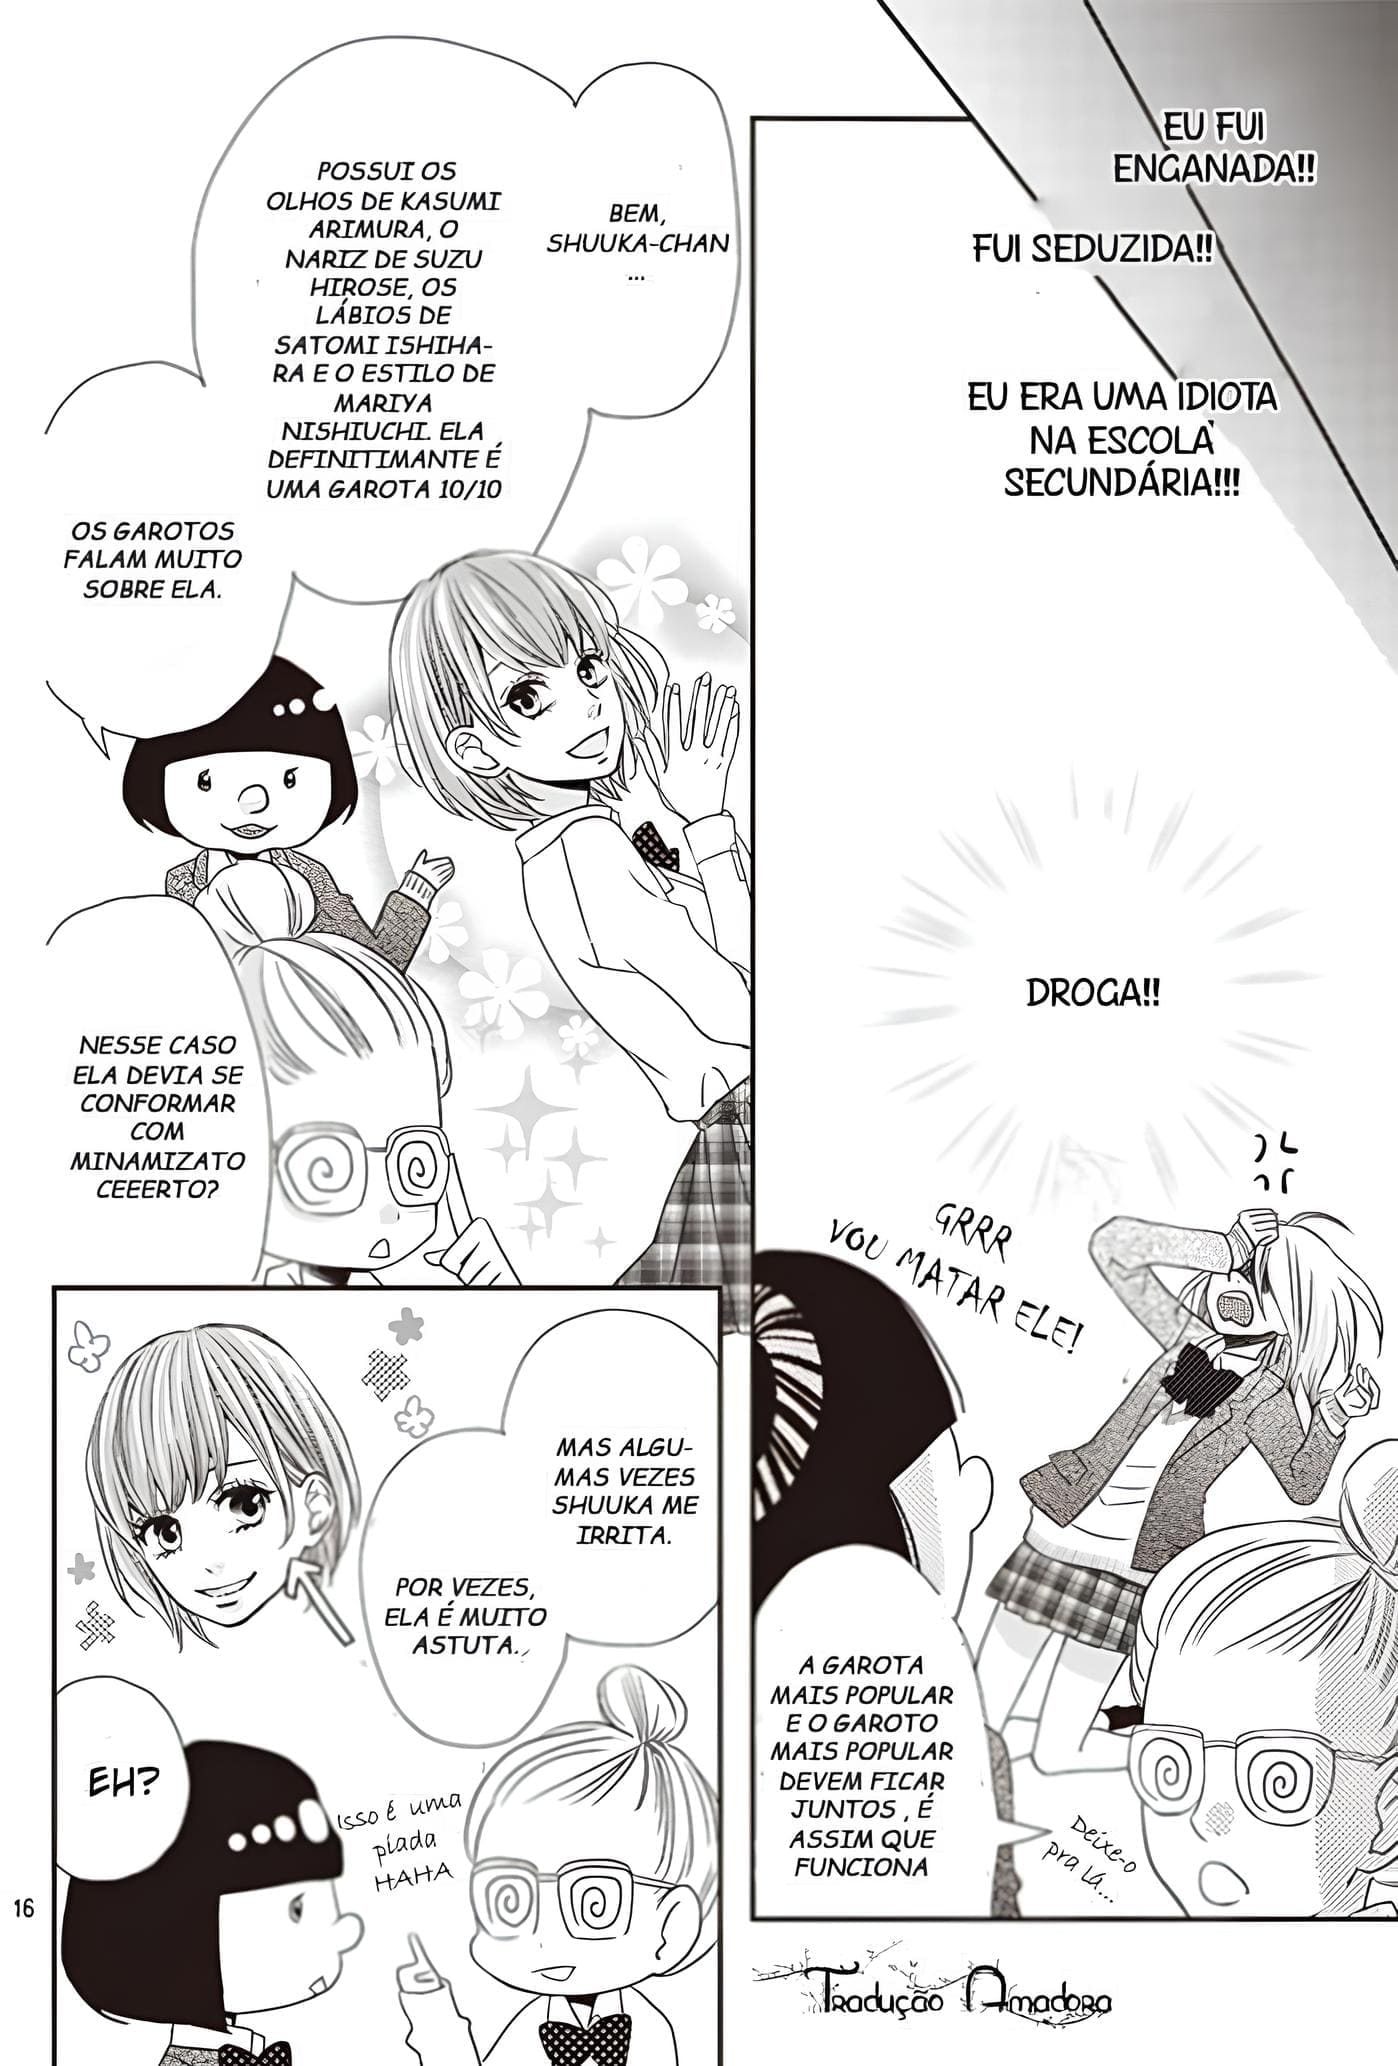 EU FUI
ENGANADA!!
FUI SEDUZIDA!!
EU ERA UMA IDIOTA
NA ESCOLA
SECUNDÁRIA!!!
DROGA!!
GRRR
VOU MATAR ELE!
A GAROTA
MAIS POPULAR
E O GAROTO
MAIS POPULAR
DEVEM FICAR
JUNTOS , É
ASSIM QUE
FUNCIONA
Deixe-o
pra lá...
BEM,
SHUUKA-CHAN
...
POSSUI OS
OLHOS DE KASUMI
ARIMURA, O
NARIZ DE SUZU
HIROSE, OS
LÁBIOS DE
SATOMI ISHIHA-
RA E O ESTILO DE
MARIYA
NISHIUCHI. ELA
DEFINITIMANTE É
UMA GAROTA 10/10
OS GAROTOS
FALAM MUITO
SOBRE ELA.
NESSE CASO
ELA DEVIA SE
CONFORMAR
COM
MINAMIZATO
CEEERTO?
MAS ALGU-
MAS VEZES
SHUUKA ME
IRRITA.
POR VEZES,
ELA É MUITO
ASTUTA.
EH?
Isso é uma
piada
HAHA
16
Tradução Amadora